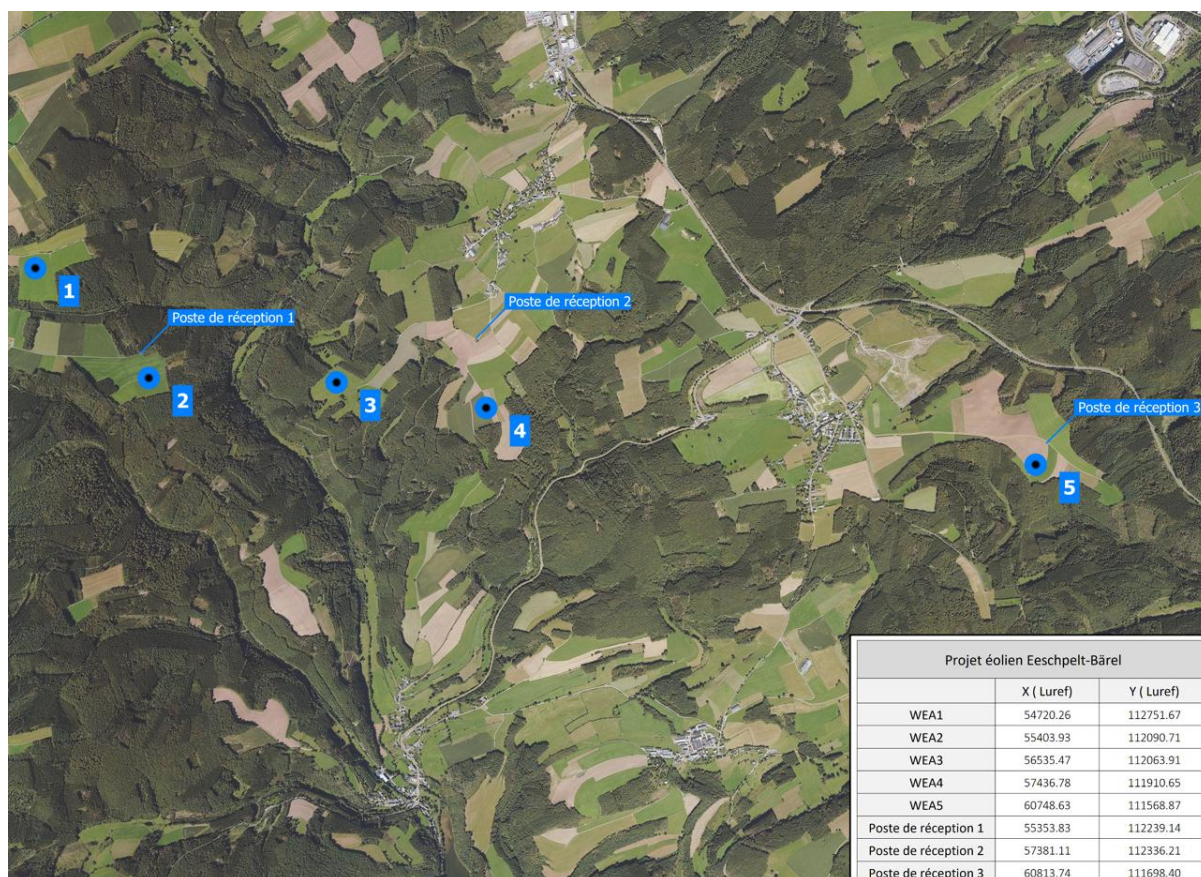 1
Poste de réception 1
2
Poste de réception 2
3
4
Poste de réception 3
5
Projet éolien Eeschpelt-Bärel
X ( Luref) Y ( Luref)
WEA1 54720.26 112751.67
WEA2 55403.93 112090.71
WEA3 56535.47 112063.91
WEA4 57436.78 111910.65
WEA5 60748.63 111568.87
Poste de réception 1 55353.83 112239.14
Poste de réception 2 57381.11 112336.21
Poste de réception 3 60813.74 111698.40